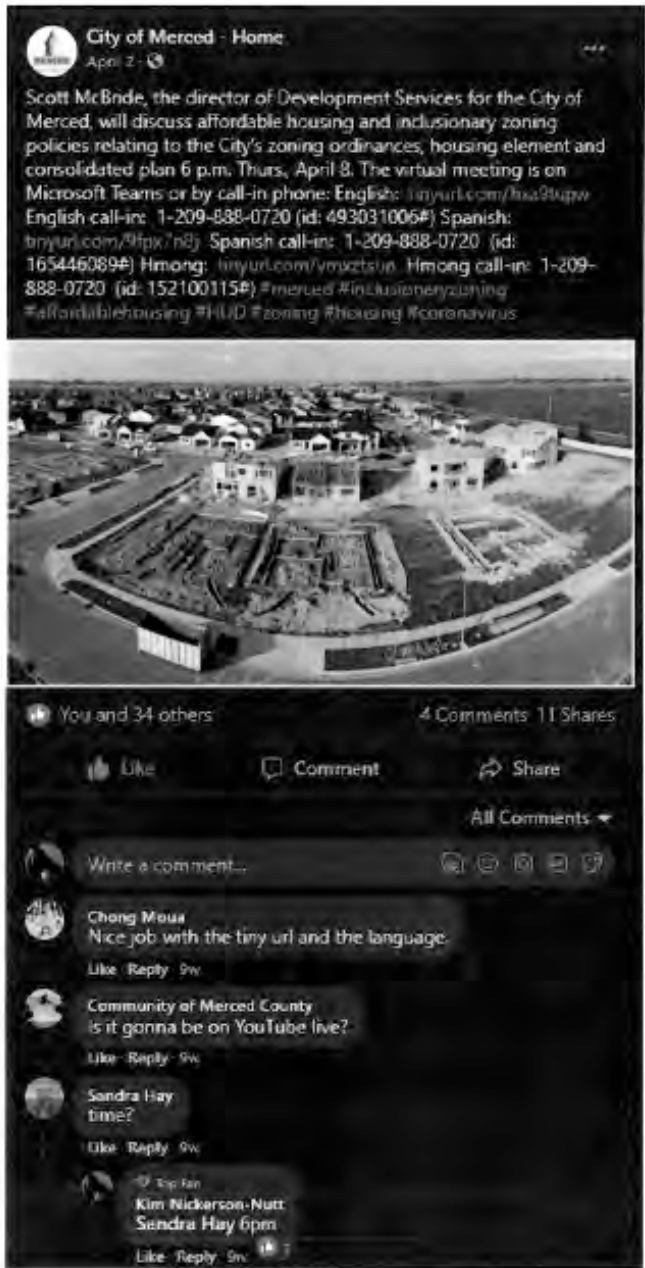 City of Merced - Home
April 2
Scott McBride, the director of Development Services for the City of
Merced, will discuss affordable housing and inclusionary zoning
policies relating to the City's zoning ordinances, housing element and
consolidated plan 6 p.m. Thurs., April 8. The virtual meeting is on
Microsoft Teams or by call-in phone: English:
English call-in: 1-209-888-0720 (id: 493031006#) Spanish:
Spanish call-in: 1-209-888-0720 (id:
165446089#) Hmong: Hmong call-in: 1-209-
888-0720 (id: 152100115#) #merced #inclusioneryzoning
#affordablehousing #HUD #zoning #housing #coronavirus
You and 34 others 4 Comments 11 Shares
Like Comment Share
All Comments
Write a comment...
Chong Moua
Nice job with the tiny url and the language.
Like Reply 9w
Community of Merced County
Is it gonna be on YouTube live?
Like Reply 9w
Sandra Hay
time?
Like Reply 9w
Top Fan
Kim Nickerson-Nutt
Sendra Hay 6pm
Like Reply 9w